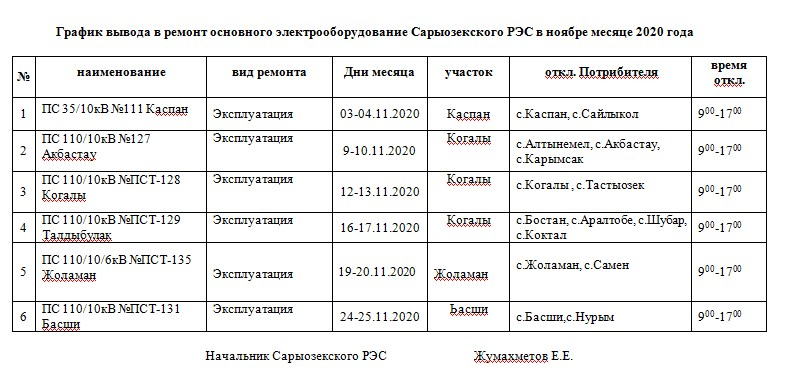 График вывода в ремонт основного электрооборудование Сарыозекского РЭС в ноябре месяце 2020 года
№ наименование вид ремонта Дни месяца участок откл. Потребителя время откл.
1 ПС 35/10кВ №111 Каспан Эксплуатация 03-04.11.2020 Каспан с.Каспан, с.Сайлыкол 9⁰⁰-17⁰⁰
2 ПС 110/10кВ №127 Акбастау Эксплуатация 9-10.11.2020 Когалы с.Алтынемел, с.Акбастау, с.Карымсак 9⁰⁰-17⁰⁰
3 ПС 110/10кВ №ПСТ-128 Когалы Эксплуатация 12-13.11.2020 Когалы с.Когалы , с.Тастыозек 9⁰⁰-17⁰⁰
4 ПС 110/10кВ №ПСТ-129 Талдыбулак Эксплуатация 16-17.11.2020 Когалы с.Бостан, с.Аралтобе, с.Шубар, с.Коктал 9⁰⁰-17⁰⁰
5 ПС 110/10/6кВ №ПСТ-135 Жоламан Эксплуатация 19-20.11.2020 Жоламан с.Жоламан, с.Самен 9⁰⁰-17⁰⁰
6 ПС 110/10кВ №ПСТ-131 Басши Эксплуатация 24-25.11.2020 Басши с.Басши,с.Нурым 9⁰⁰-17⁰⁰
Начальник Сарыозекского РЭС Жумахметов Е.Е.